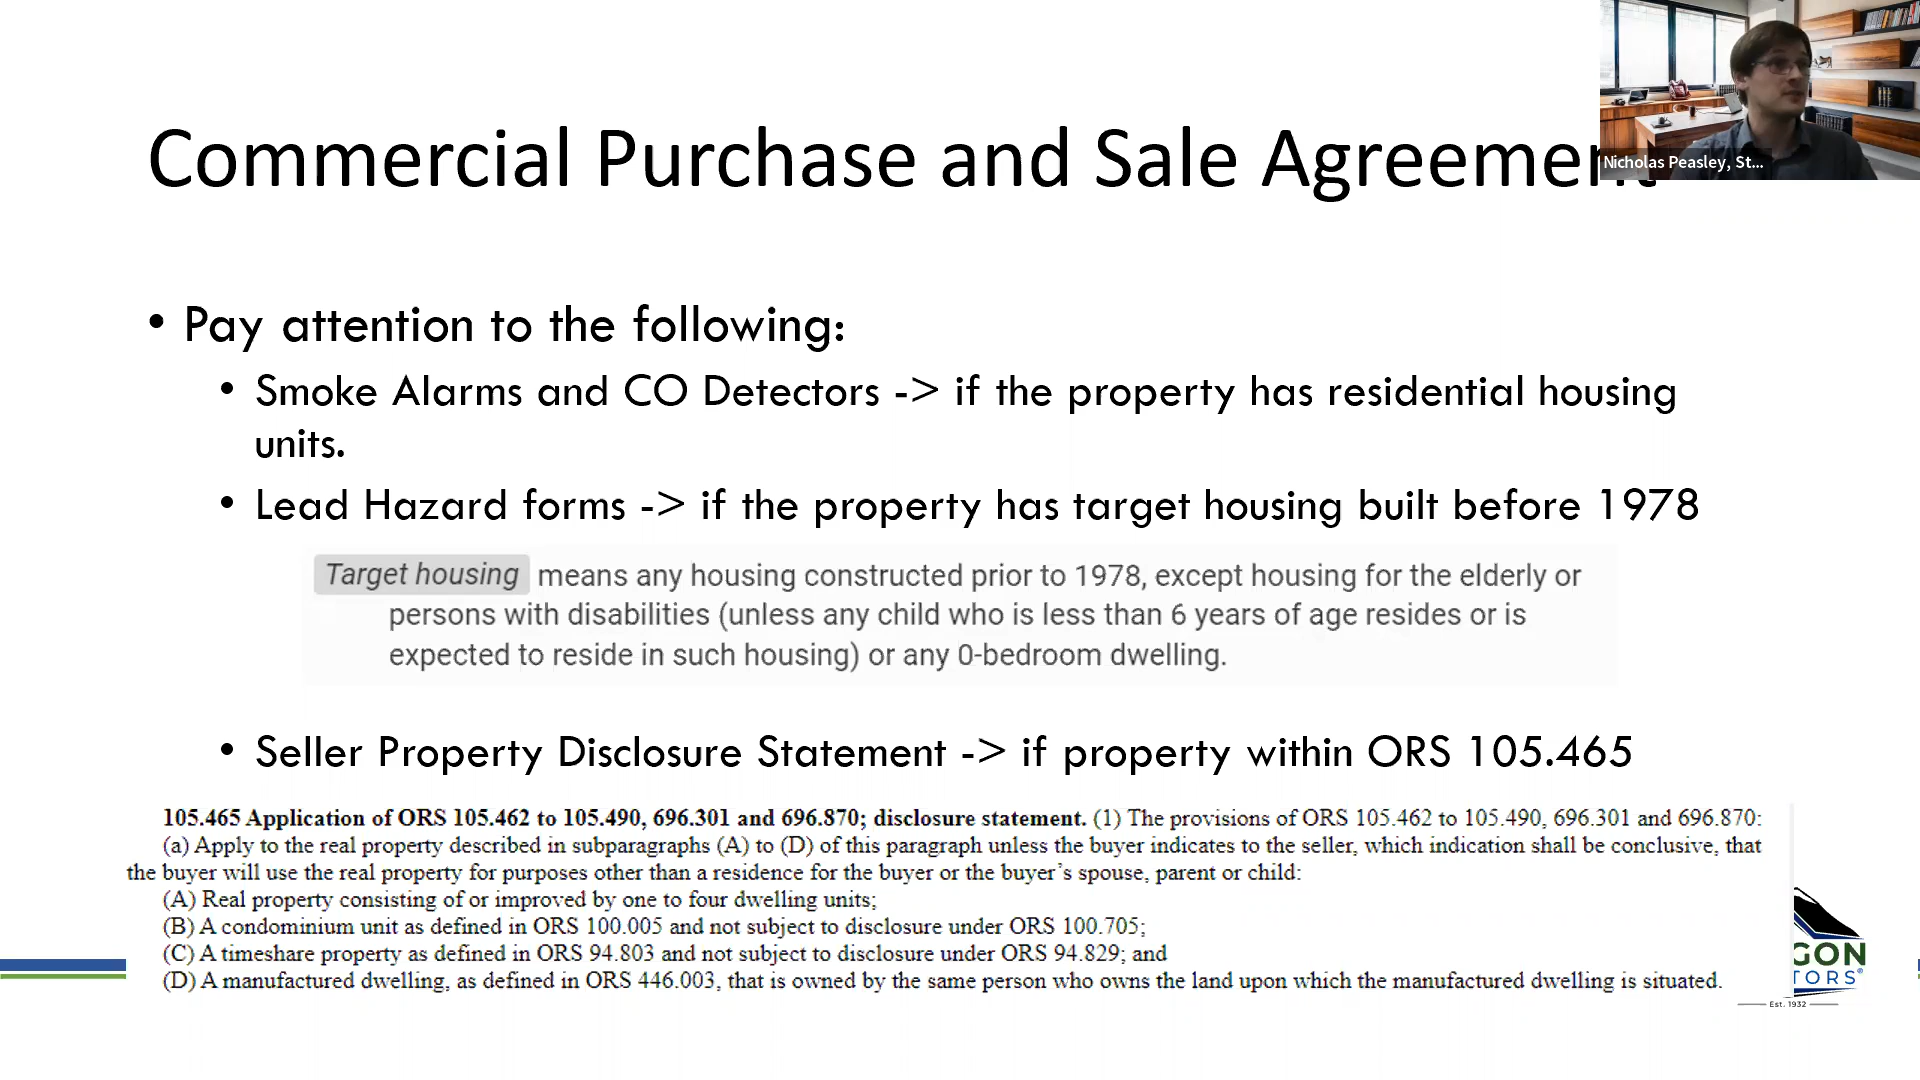 Commercial Purchase and Sale Agreement
Nicholas Peasley, St...
• Pay attention to the following:
• Smoke Alarms and CO Detectors -> if the property has residential housing
units.
• Lead Hazard forms -> if the property has target housing built before 1978
Target housing means any housing constructed prior to 1978, except housing for the elderly or
persons with disabilities (unless any child who is less than 6 years of age resides or is
expected to reside in such housing) or any 0-bedroom dwelling.
• Seller Property Disclosure Statement -> if property within ORS 105.465
105.465 Application of ORS 105.462 to 105.490, 696.301 and 696.870; disclosure statement. (1) The provisions of ORS 105.462 to 105.490, 696.301 and 696.870:
(a) Apply to the real property described in subparagraphs (A) to (D) of this paragraph unless the buyer indicates to the seller, which indication shall be conclusive, that
the buyer will use the real property for purposes other than a residence for the buyer or the buyer's spouse, parent or child:
(A) Real property consisting of or improved by one to four dwelling units;
(B) A condominium unit as defined in ORS 100.005 and not subject to disclosure under ORS 100.705;
(C) A timeshare property as defined in ORS 94.803 and not subject to disclosure under ORS 94.829; and
(D) A manufactured dwelling, as defined in ORS 446.003, that is owned by the same person who owns the land upon which the manufactured dwelling is situated.
GON
TORS®
Est. 1932